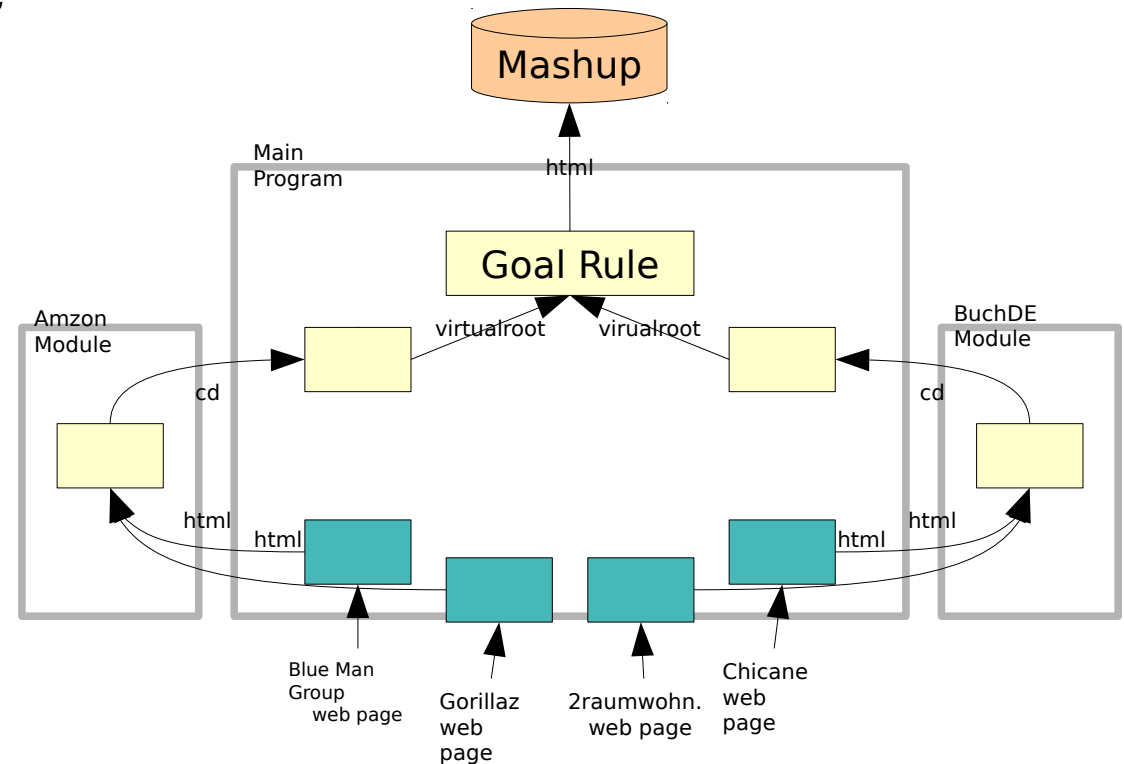 Mashup
html
Main
Program
Goal Rule
Amzon
Module
BuchDE
Module
virtualroot
virualroot
cd
cd
html
html
html
html
Blue Man
Group
web page
Gorillaz
web
page
2raumwohn.
web page
Chicane
web
page